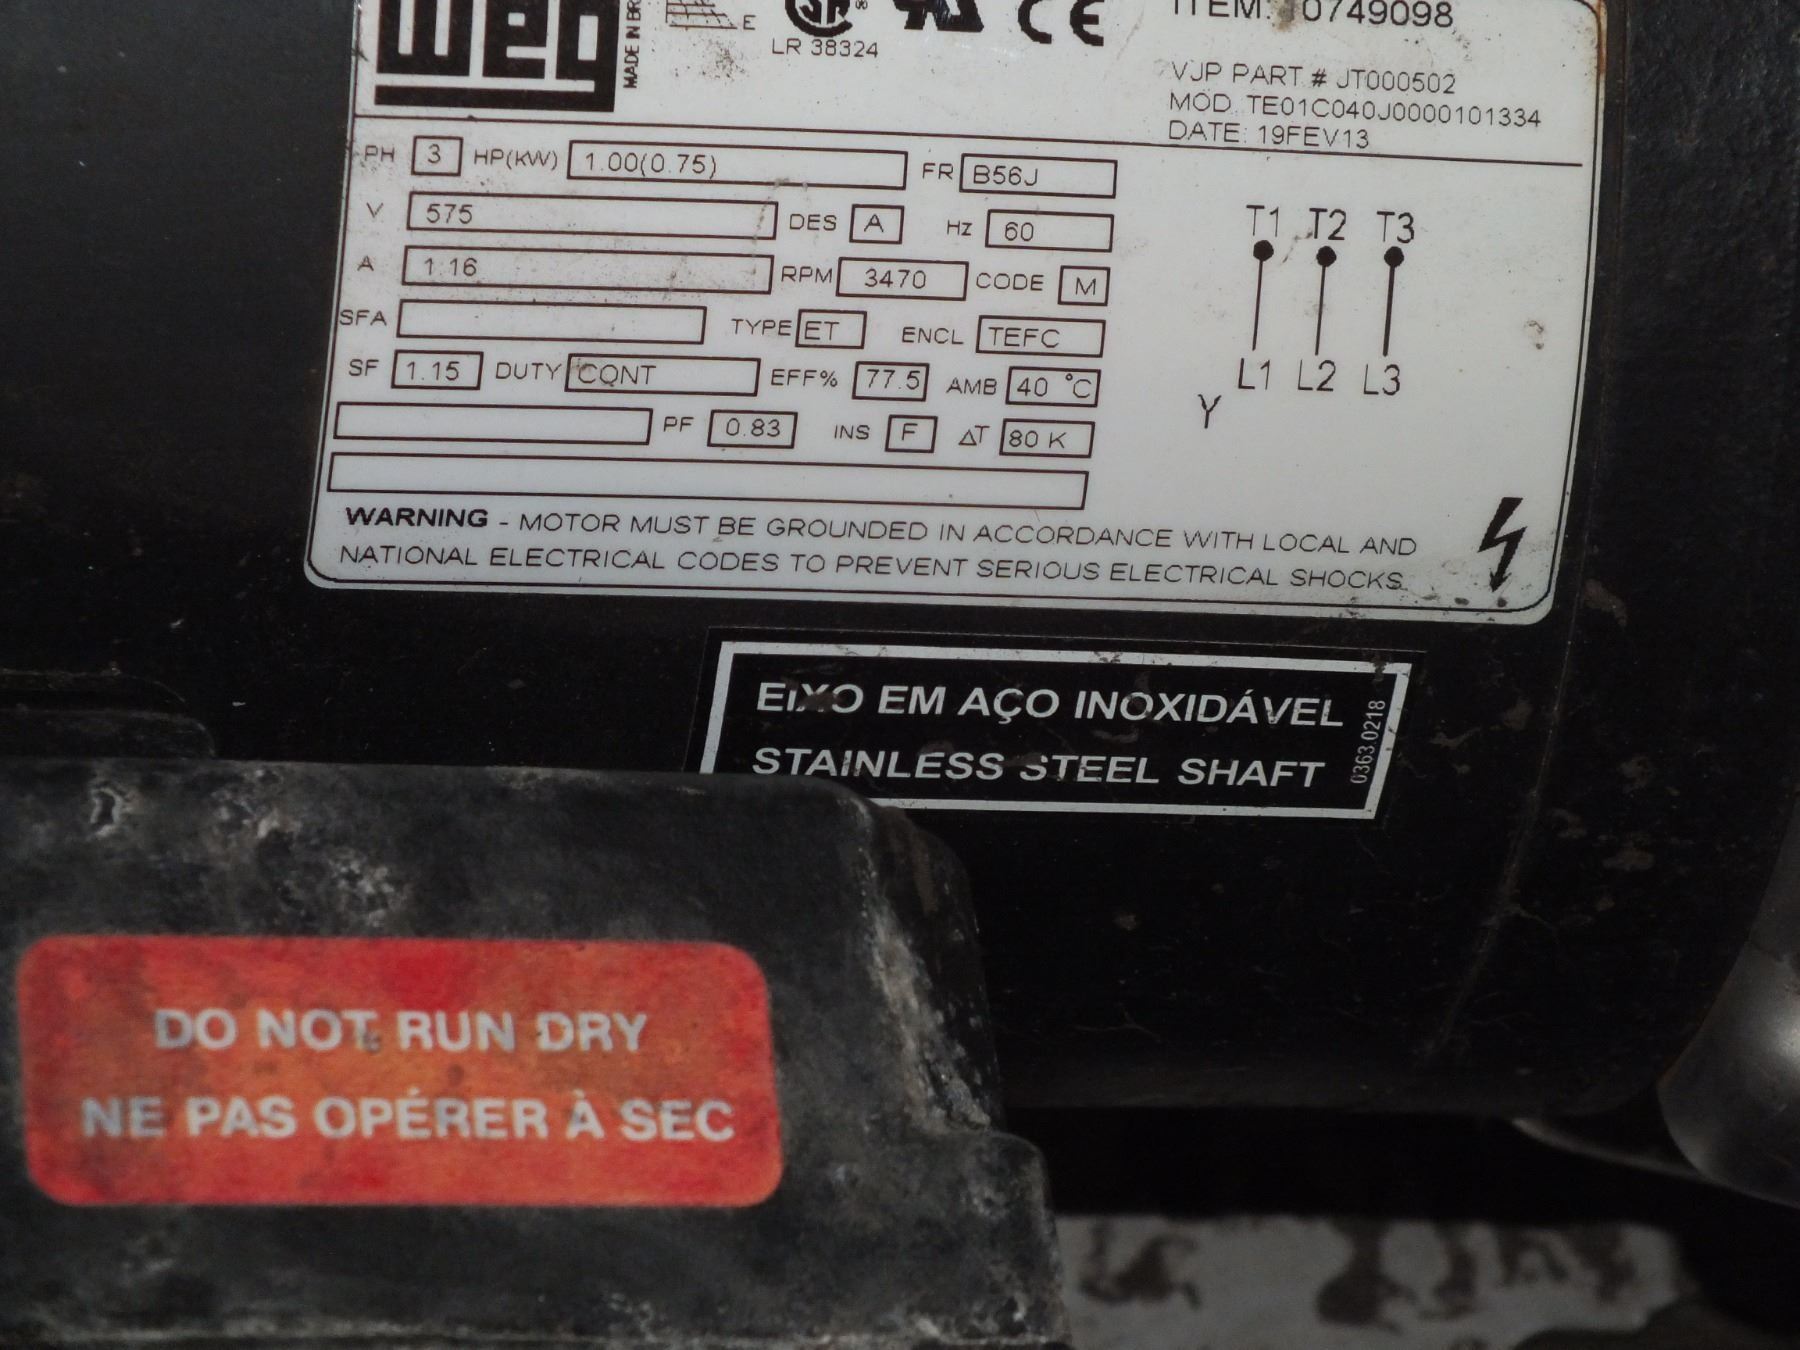 weg
MADE IN BR
E
LR 38324
CE
ITEM: 10749098
VJP PART # JT000502
MOD. TE01C040J0000101334
DATE: 19FEV13
PH 3 HP(kW) 1.00(0.75) FR B56J
V 575 DES A Hz 60
A 1.16 RPM 3470 CODE M
SFA TYPE ET ENCL TEFC
SF 1.15 DUTY CONT EFF% 77.5 AMB 40 °C
PF 0.83 INS F ΔT 80 K
T1 T2 T3
L1 L2 L3
Y
WARNING - MOTOR MUST BE GROUNDED IN ACCORDANCE WITH LOCAL AND
NATIONAL ELECTRICAL CODES TO PREVENT SERIOUS ELECTRICAL SHOCKS.
EIXO EM AÇO INOXIDÁVEL
STAINLESS STEEL SHAFT
0363.0218
DO NOT RUN DRY
NE PAS OPÉRER À SEC